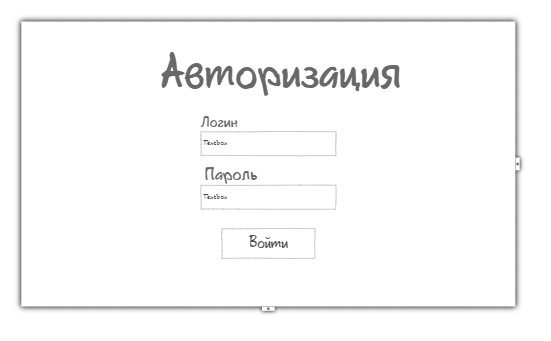 Авторизация
Логин
Textbox
Пароль
Textbox
Войти